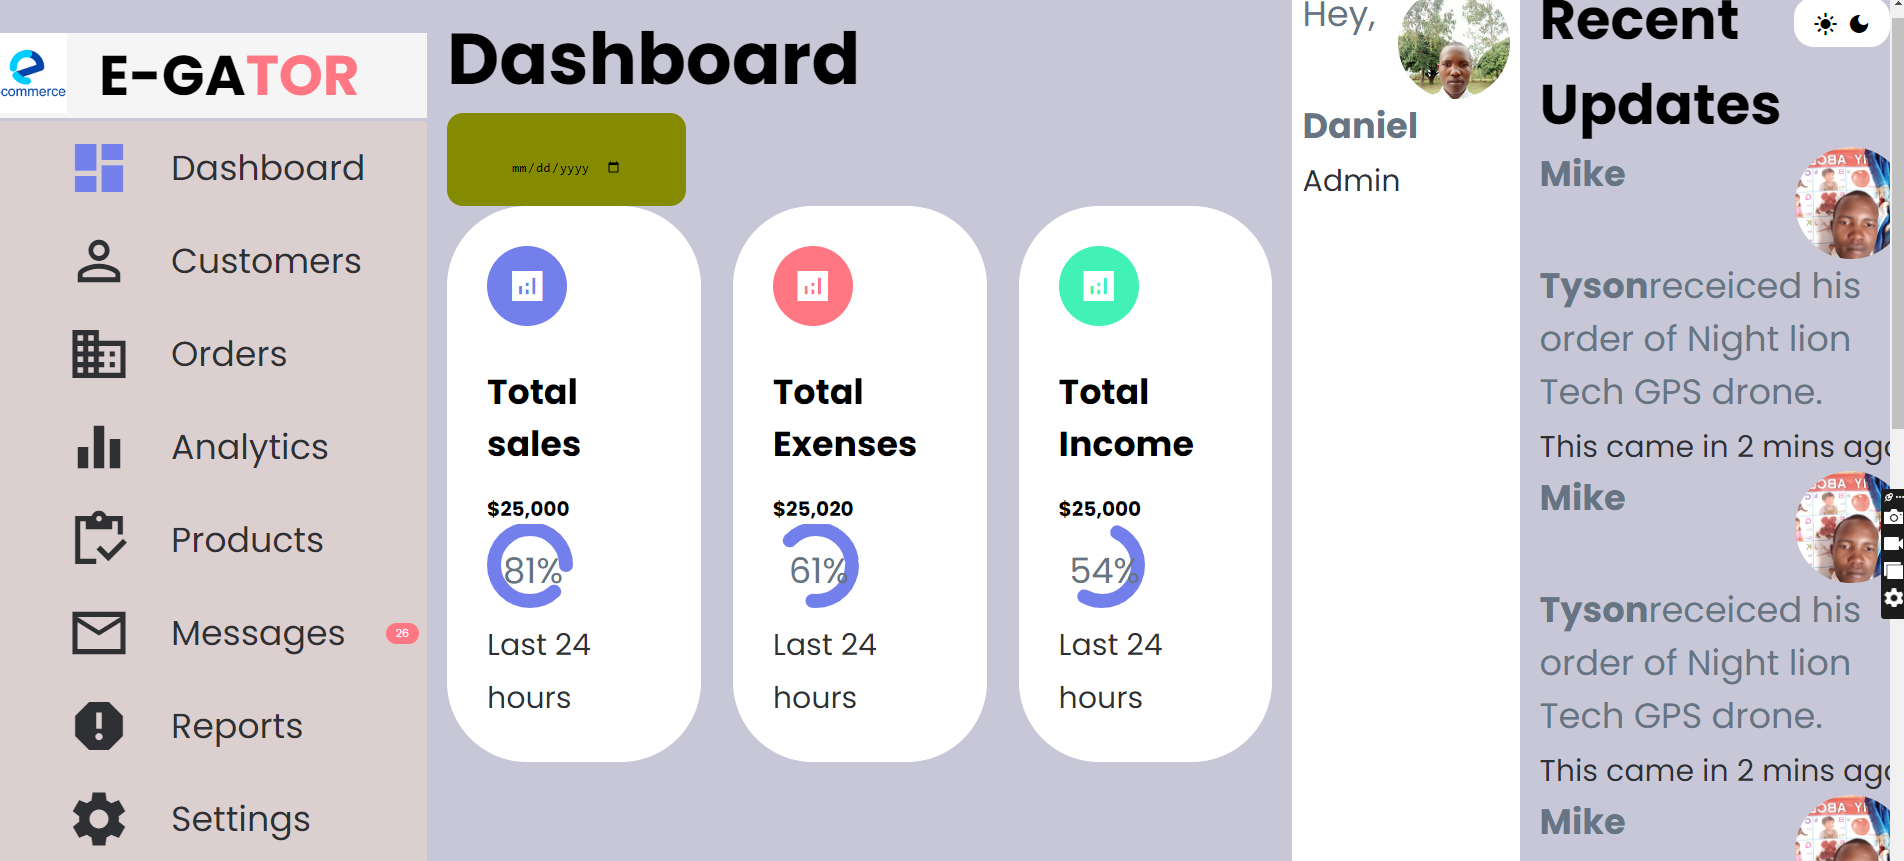 commerce
E-GATOR
Dashboard
Customers
Orders
Analytics
Products
Messages
26
Reports
Settings
Dashboard
mm/dd/yyyy
Total
sales
$25,000
81%
Last 24
hours
Total
Exenses
$25,020
61%
Last 24
hours
Total
Income
$25,000
54%
Last 24
hours
Hey,
Daniel
Admin
Recent
Updates
Mike
Tysonreceiced his
order of Night lion
Tech GPS drone.
This came in 2 mins ago
Mike
Tysonreceiced his
order of Night lion
Tech GPS drone.
This came in 2 mins ago
Mike